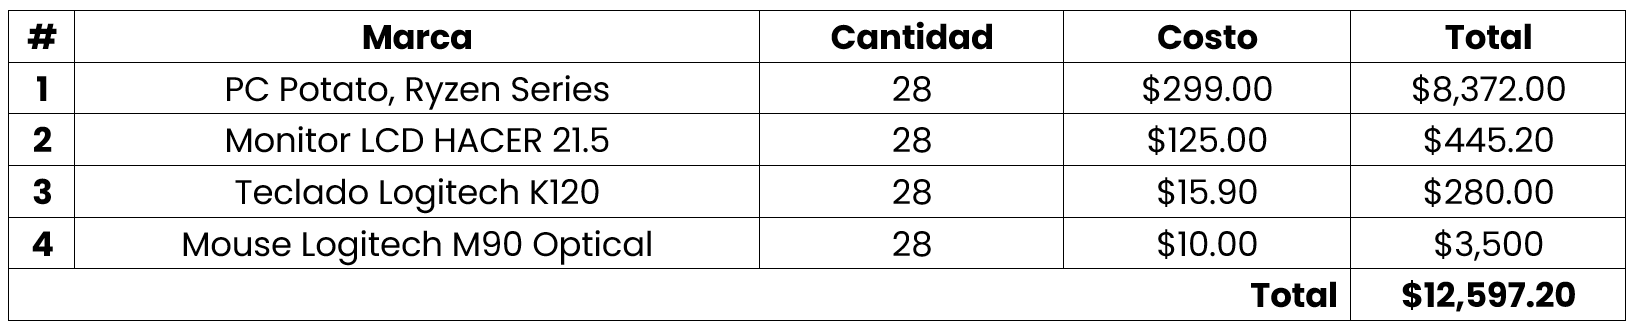 # Marca Cantidad Costo Total
1 PC Potato, Ryzen Series 28 $299.00 $8,372.00
2 Monitor LCD HACER 21.5 28 $125.00 $445.20
3 Teclado Logitech K120 28 $15.90 $280.00
4 Mouse Logitech M90 Optical 28 $10.00 $3,500
Total $12,597.20